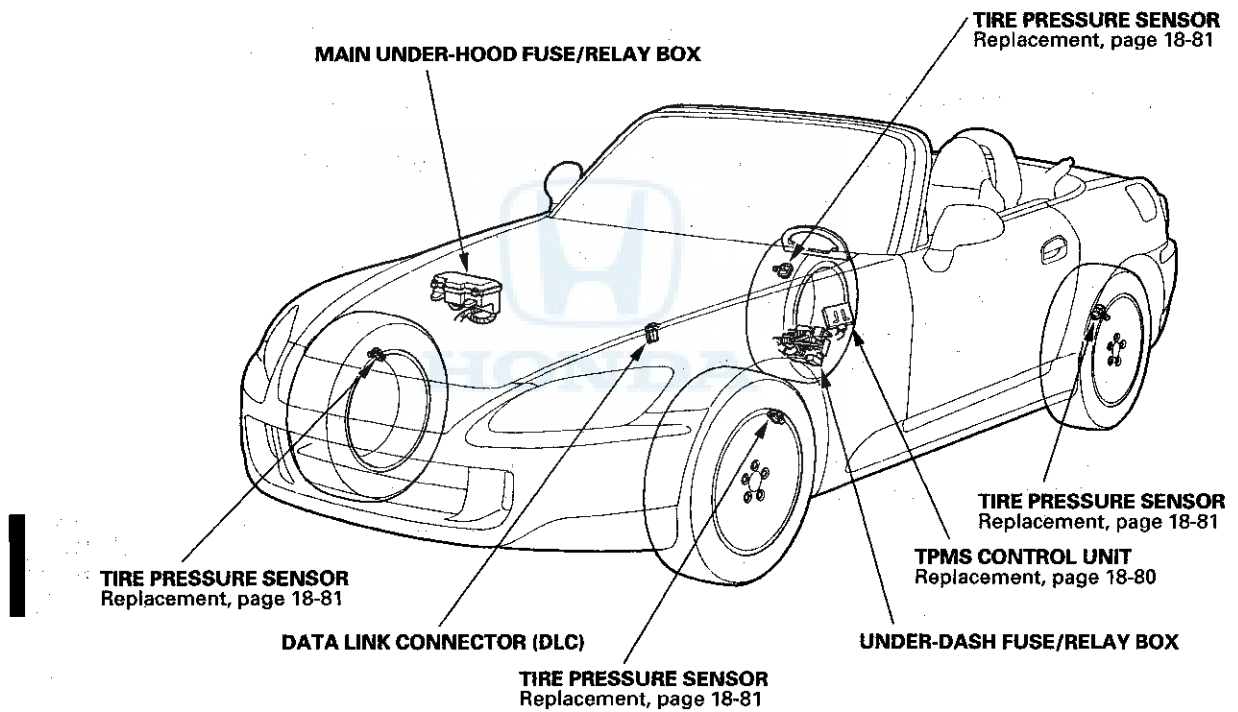 TIRE PRESSURE SENSOR
Replacement, page 18-81
MAIN UNDER-HOOD FUSE/RELAY BOX
HONDA
TIRE PRESSURE SENSOR
Replacement, page 18-81
TPMS CONTROL UNIT
Replacement, page 18-80
TIRE PRESSURE SENSOR
Replacement, page 18-81
DATA LINK CONNECTOR (DLC)
UNDER-DASH FUSE/RELAY BOX
TIRE PRESSURE SENSOR
Replacement, page 18-81